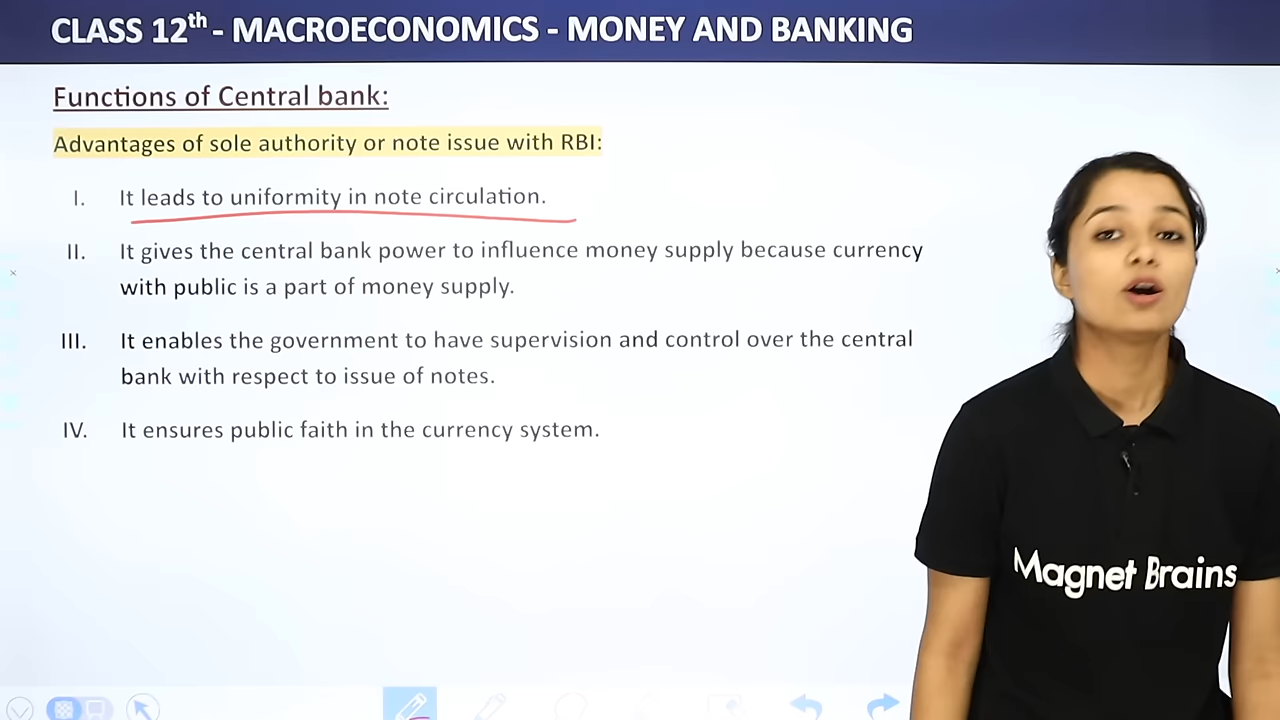 CLASS 12th - MACROECONOMICS - MONEY AND BANKING
Functions of Central bank:
Advantages of sole authority or note issue with RBI:
I. It leads to uniformity in note circulation.
II. It gives the central bank power to influence money supply because currency
with public is a part of money supply.
III. It enables the government to have supervision and control over the central
bank with respect to issue of notes.
IV. It ensures public faith in the currency system.
Magnet Brains